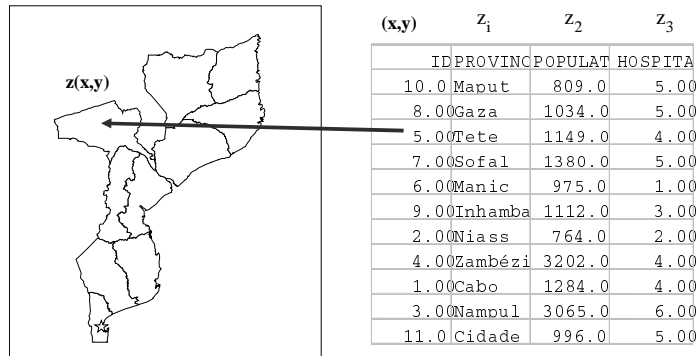 (x,y) z_i z_2 z_3
z(x,y)
ID PROVINC POPULAT HOSPITA
10.0 Maput 809.0 5.00
8.00 Gaza 1034.0 5.00
5.00 Tete 1149.0 4.00
7.00 Sofal 1380.0 5.00
6.00 Manic 975.0 1.00
9.00 Inhamba 1112.0 3.00
2.00 Niass 764.0 2.00
4.00 Zambézi 3202.0 4.00
1.00 Cabo 1284.0 4.00
3.00 Nampul 3065.0 6.00
11.0 Cidade 996.0 5.00